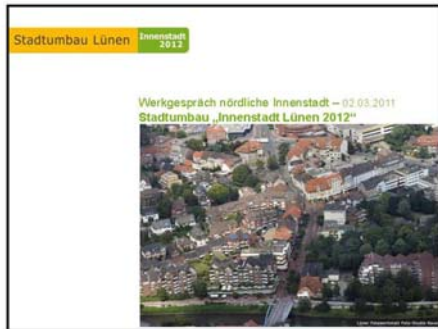 Stadtumbau Lünen
Innenstadt
2012
Werkgespräch nördliche Innenstadt – 02.03.2011
Stadtumbau „Innenstadt Lünen 2012“